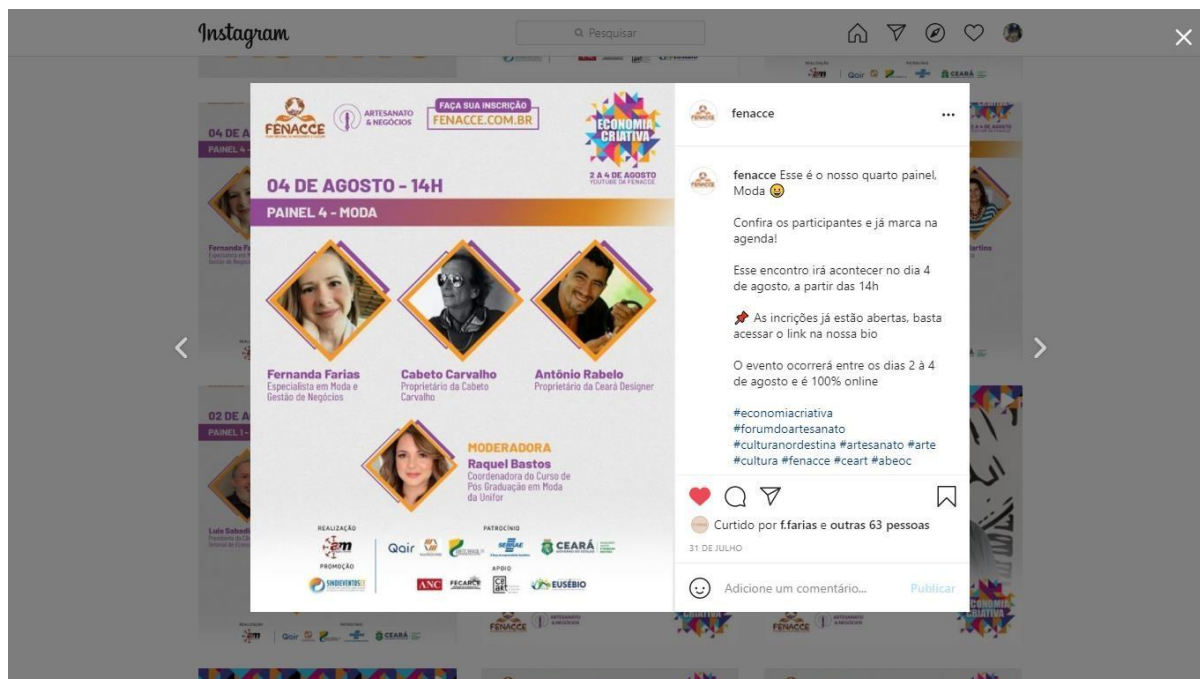 Instagram
Pesquisar
FENACCE
ARTESANATO
& NEGÓCIOS
FAÇA SUA INSCRIÇÃO
FENACCE.COM.BR
ECONOMIA
CRIATIVA
2 A 4 DE AGOSTO
YOUTUBE DA FENACCE
04 DE AGOSTO - 14H
PAINEL 4 - MODA
Fernanda Farias
Especialista em Moda e
Gestão de Negócios
Cabeto Carvalho
Proprietário da Cabeto
Carvalho
Antônio Rabelo
Proprietário da Ceará Designer
MODERADORA
Raquel Bastos
Coordenadora do Curso de
Pós Graduação em Moda
da Unifor
REALIZAÇÃO
PATROCÍNIO
Qair
SEBRAE
CEARÁ
PROMOÇÃO
APOIO
SINDIEVENTOS
ANC
FECARCE
EUSÉBIO
fenacce
fenacce Esse é o nosso quarto painel,
Moda 😀
Confira os participantes e já marca na
agenda!
Esse encontro irá acontecer no dia 4
de agosto, a partir das 14h
📌 As incrições já estão abertas, basta
acessar o link na nossa bio
O evento ocorrerá entre os dias 2 à 4
de agosto e é 100% online
#economiacriativa
#forumdoartesanato
#culturanordestina #artesanato #arte
#cultura #fenacce #ceart #abeoc
Curtido por f.farias e outras 63 pessoas
31 DE JULHO
Adicione um comentário...
Publicar
04 DE A
PAINEL 4 -
02 DE A
PAINEL 1 -
Qair
CEARÁ
FENACCE
FENACCE